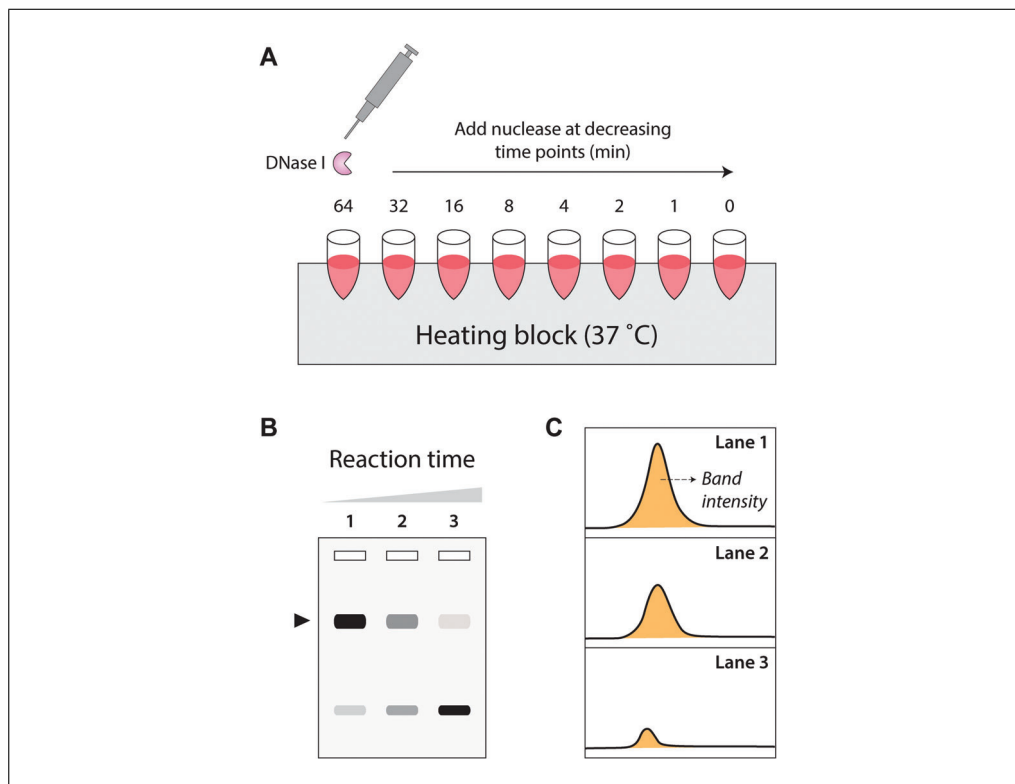 A
Add nuclease at decreasing
time points (min)
DNase I
64 32 16 8 4 2 1 0
Heating block (37 ˚C)
B
Reaction time
1 2 3
C
Lane 1
Band
intensity
Lane 2
Lane 3